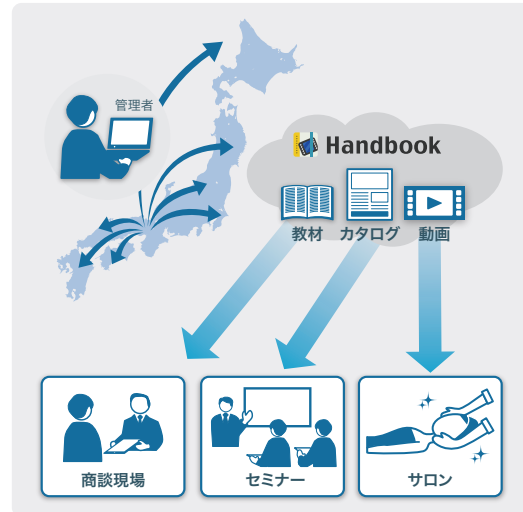 管理者
Handbook
教材 カタログ 動画
商談現場
セミナー
サロン